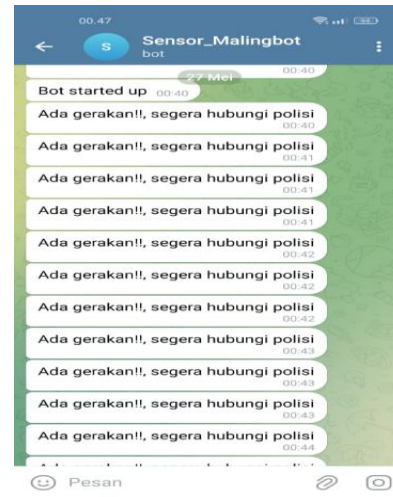 00.47
S
Sensor_Malingbot
bot
00:40
27 Mei
Bot started up 00:40
Ada gerakan!!, segera hubungi polisi
00:40
Ada gerakan!!, segera hubungi polisi
00:41
Ada gerakan!!, segera hubungi polisi
00:41
Ada gerakan!!, segera hubungi polisi
00:41
Ada gerakan!!, segera hubungi polisi
00:42
Ada gerakan!!, segera hubungi polisi
00:42
Ada gerakan!!, segera hubungi polisi
00:42
Ada gerakan!!, segera hubungi polisi
00:43
Ada gerakan!!, segera hubungi polisi
00:43
Ada gerakan!!, segera hubungi polisi
00:43
Ada gerakan!!, segera hubungi polisi
00:44
Pesan